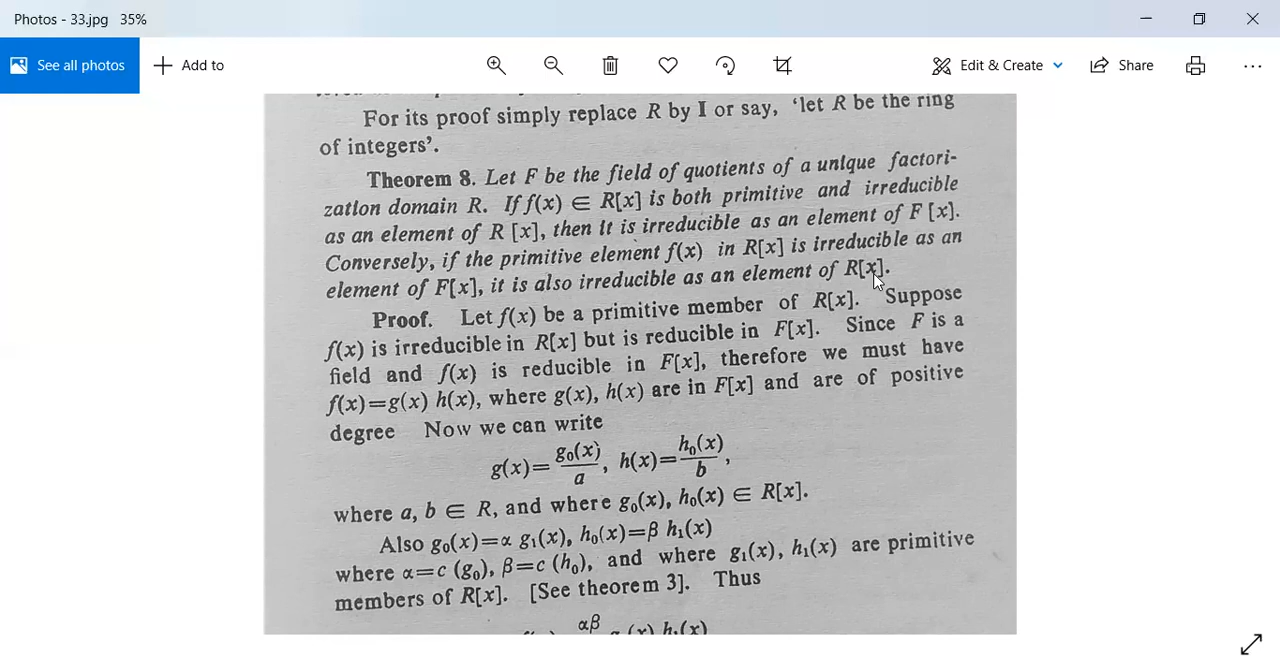 Photos - 33.jpg 35%
See all photos
Add to
Edit & Create
Share
For its proof simply replace R by I or say, ‘let R be the ring
of integers’.
Theorem 8. Let F be the field of quotients of a unique factori-
zation domain R. If f(x) ∈ R[x] is both primitive and irreducible
as an element of R [x], then it is irreducible as an element of F [x].
Conversely, if the primitive element f(x) in R[x] is irreducible as an
element of F[x], it is also irreducible as an element of R[x].
Proof. Let f(x) be a primitive member of R[x]. Suppose
f(x) is irreducible in R[x] but is reducible in F[x]. Since F is a
field and f(x) is reducible in F[x], therefore we must have
f(x)=g(x) h(x), where g(x), h(x) are in F[x] and are of positive
degree Now we can write
g(x)= g₀(x)/a , h(x)= h₀(x)/b ,
where a, b ∈ R, and where g₀(x), h₀(x) ∈ R[x].
Also g₀(x)=α g₁(x), h₀(x)=β h₁(x)
where α=c (g₀), β=c (h₀), and where g₁(x), h₁(x) are primitive
members of R[x]. [See theorem 3]. Thus
αβ